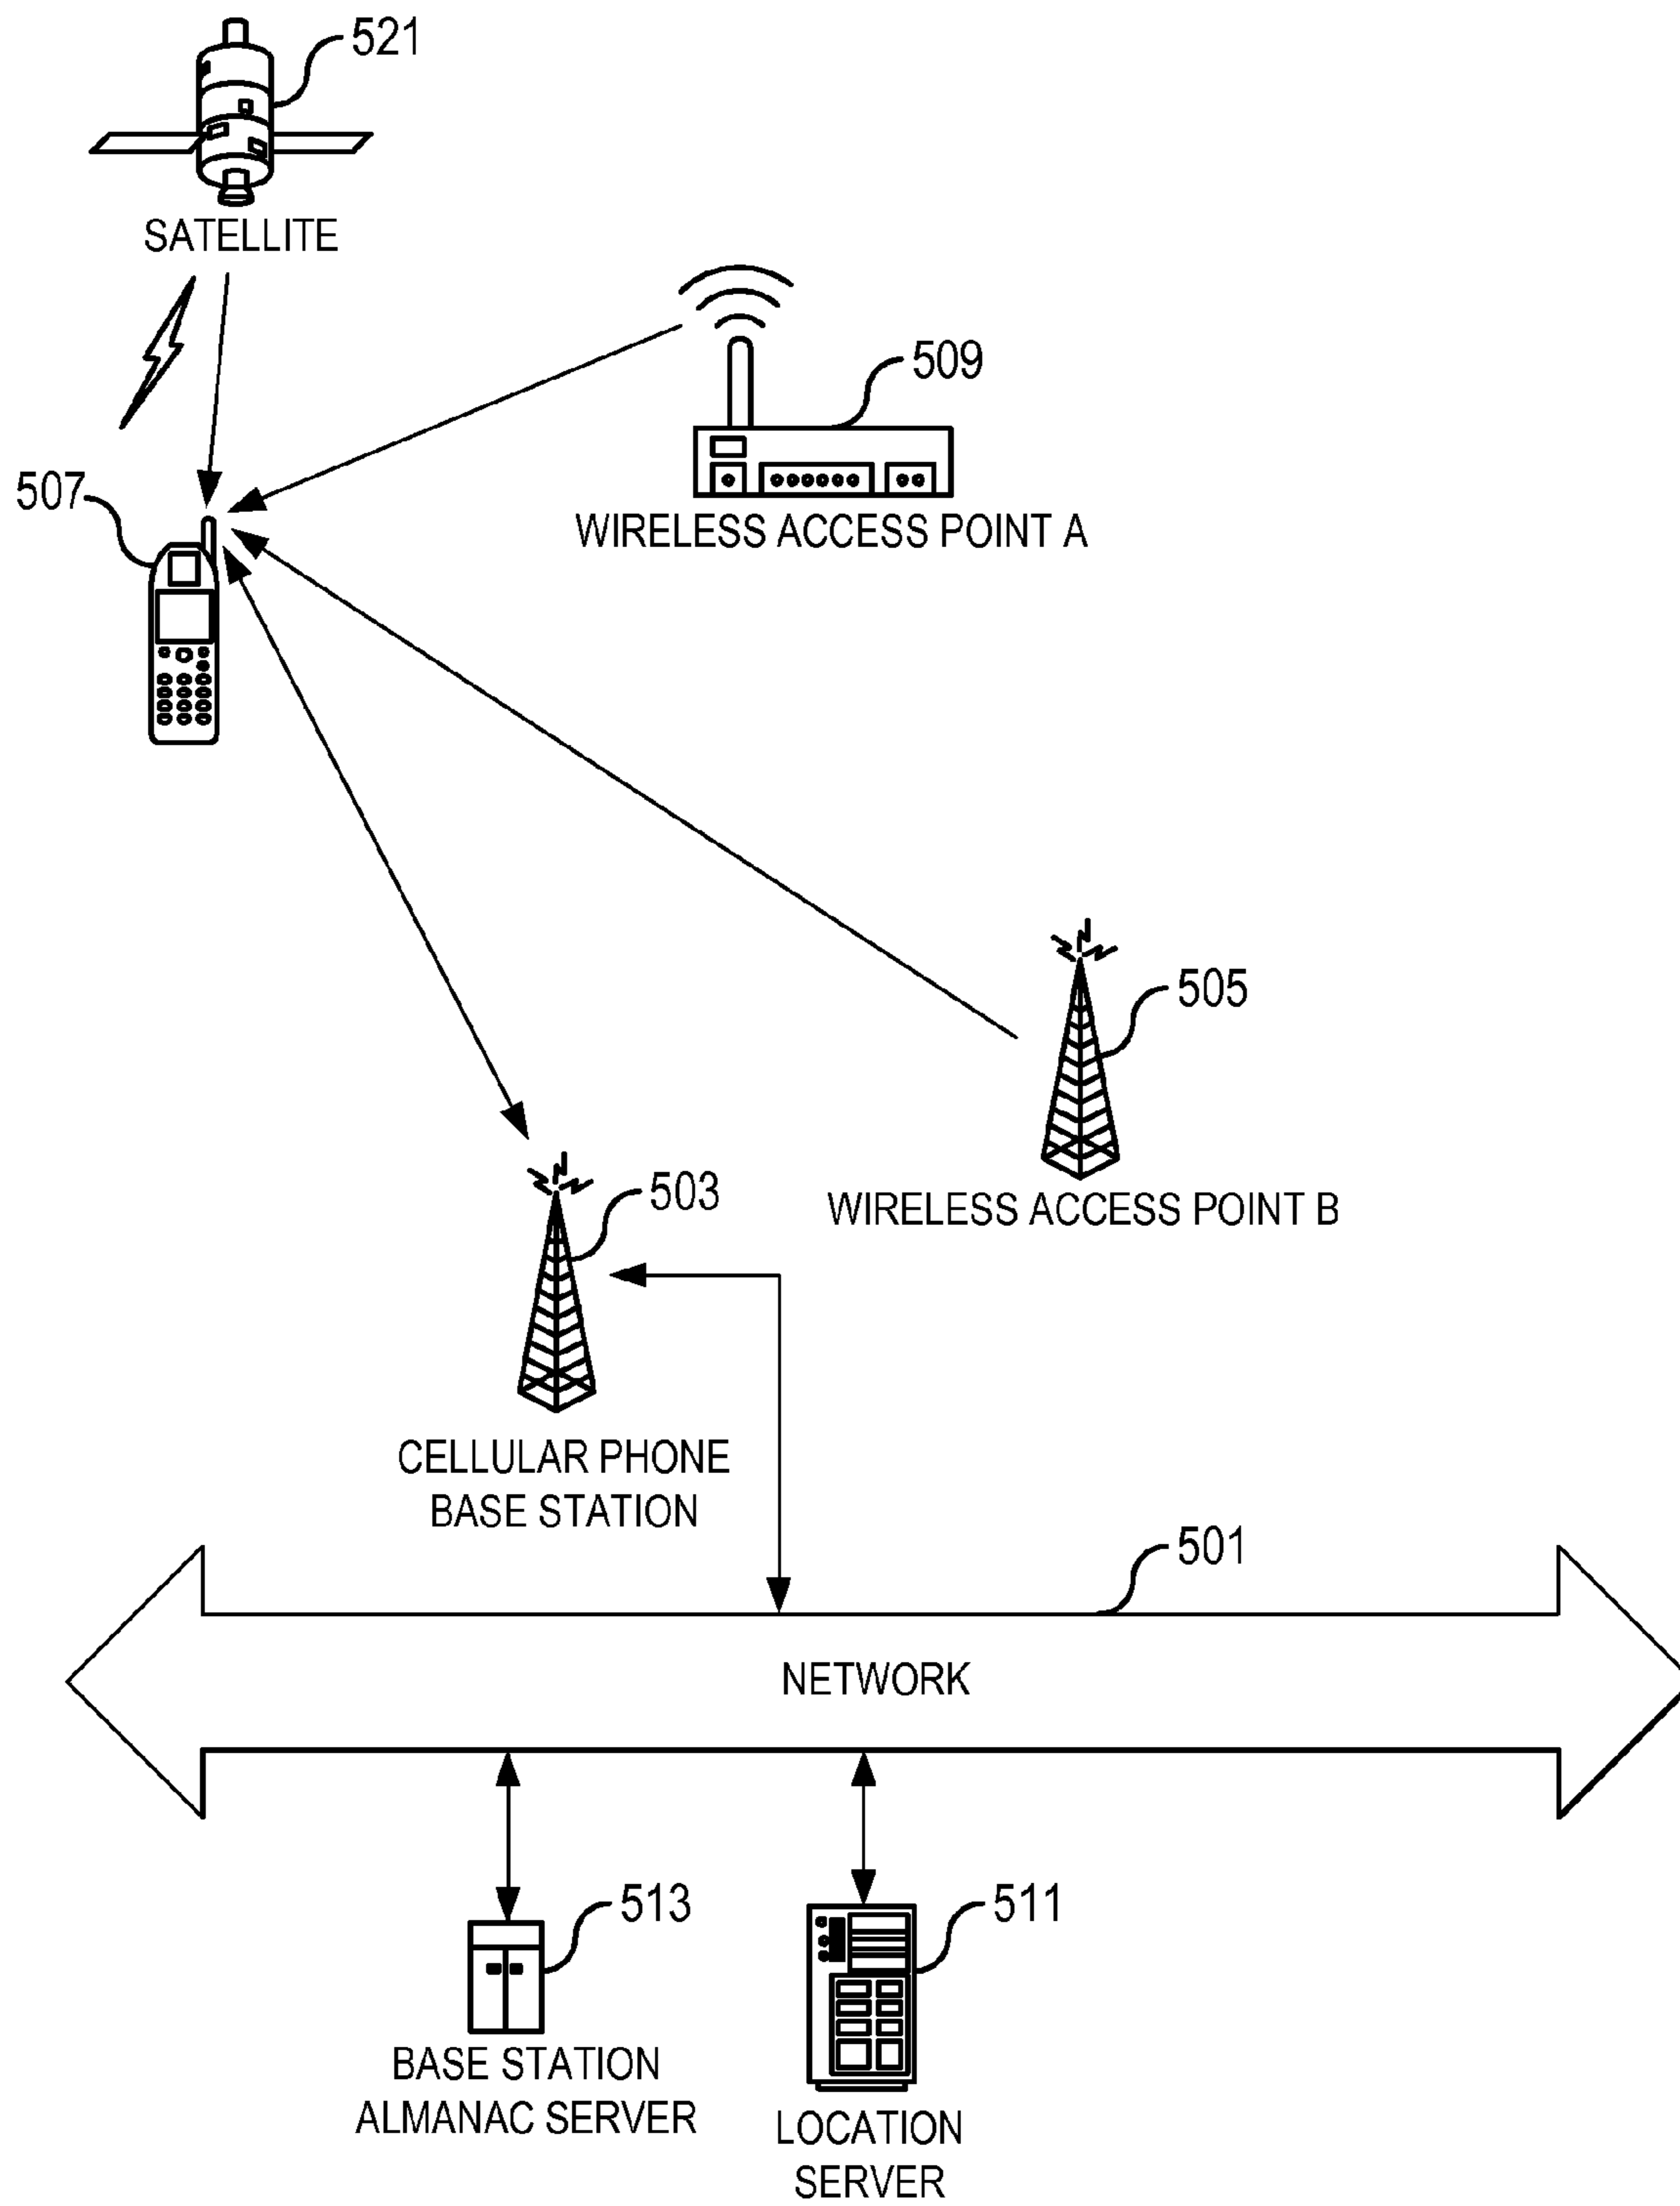 521
SATELLITE
509
507
WIRELESS ACCESS POINT A
505
503
WIRELESS ACCESS POINT B
CELLULAR PHONE
BASE STATION
501
NETWORK
513
511
BASE STATION
ALMANAC SERVER
LOCATION
SERVER